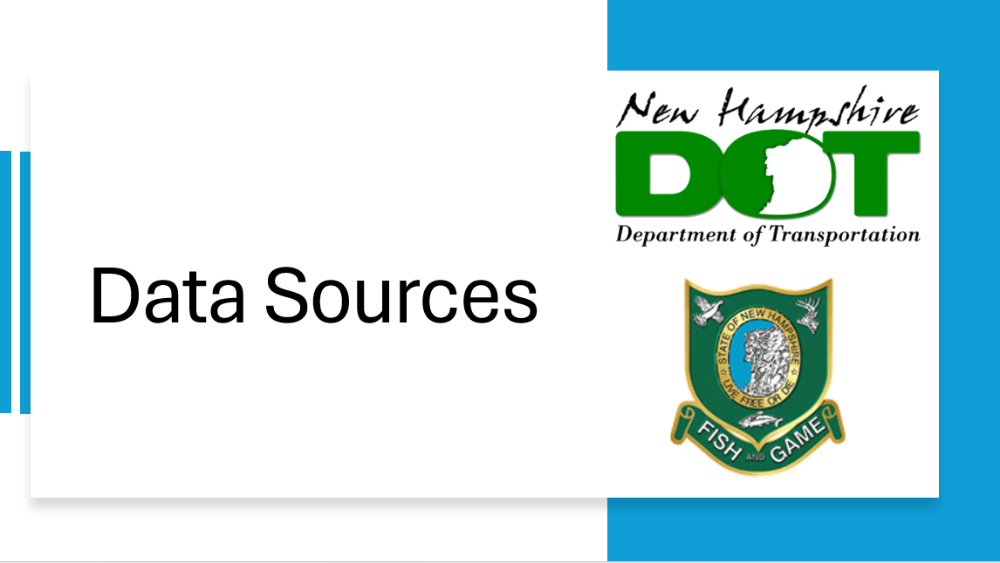 Data Sources
New Hampshire
DOT
Department of Transportation
STATE OF NEW HAMPSHIRE
LIVE FREE OR DIE
FISH AND GAME